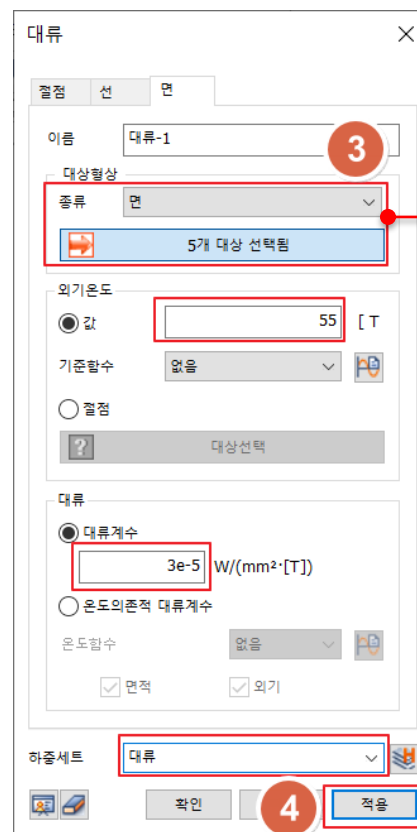 대류
절점 선 면
이름 대류-1
3
대상형상
종류 면
5개 대상 선택됨
외기온도
값 55 [ T
기준함수 없음
절점
? 대상선택
대류
대류계수
3e-5 W/(mm²·[T])
온도의존적 대류계수
온도함수 없음
면적 외기
하중세트 대류
확인 4 적용